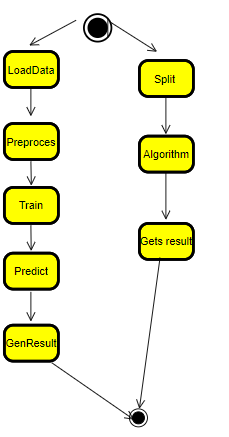 LoadData
Preproces
Train
Predict
GenResult
Split
Algorithm
Gets result